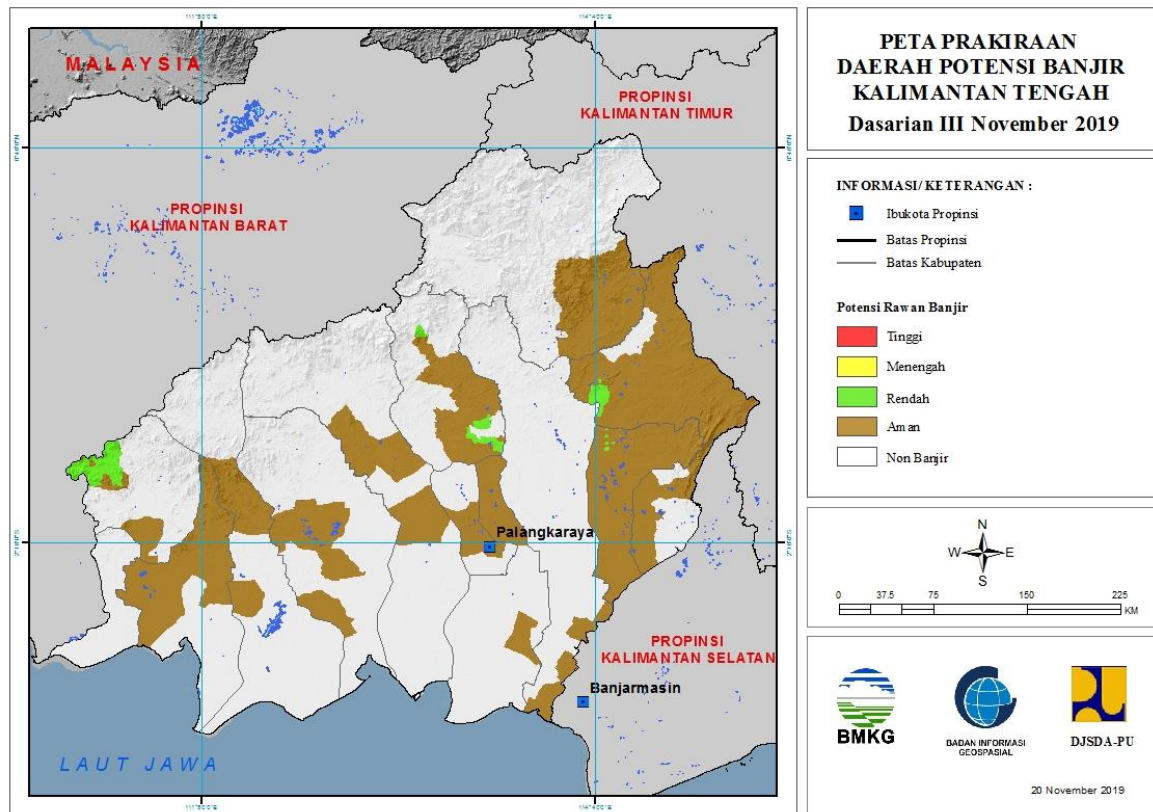 PETA PRAKIRAAN
DAERAH POTENSI BANJIR
KALIMANTAN TENGAH
Dasarian III November 2019
INFORMASI/ KETERANGAN :
Ibukota Propinsi
Batas Propinsi
Batas Kabupaten
Potensi Rawan Banjir
Tinggi
Menengah
Rendah
Aman
Non Banjir
N
W E
S
0 37.5 75 150 225
KM
BMKG
BADAN INFORMASI
GEOSPASIAL
DJSDA-PU
20 November 2019
MALAYSIA
PROPINSI
KALIMANTAN TIMUR
PROPINSI
KALIMANTAN BARAT
Palangkaraya
PROPINSI
KALIMANTAN SELATAN
Banjarmasin
LAUT JAWA